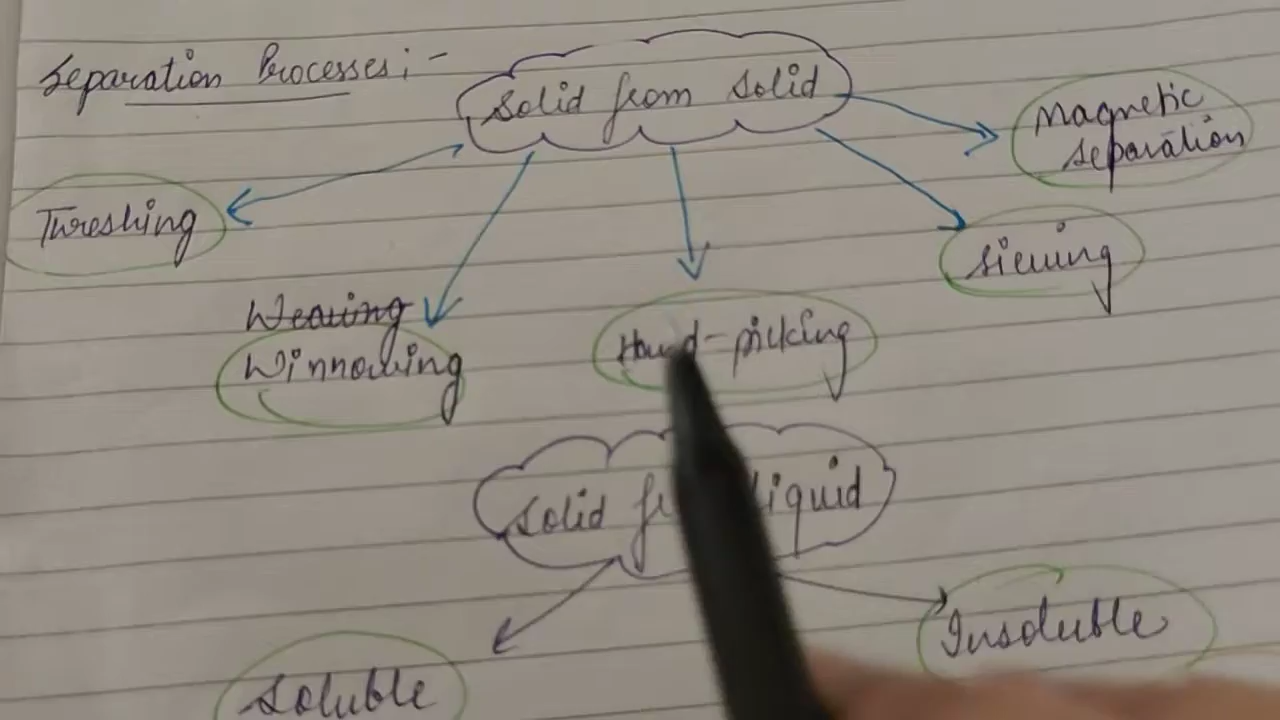 Separation Processes:-
Solid from Solid
Magnetic
separation
Threshing
Sieving
Weaving
Winnowing
Hand-picking
Solid liquid
Insoluble
Soluble